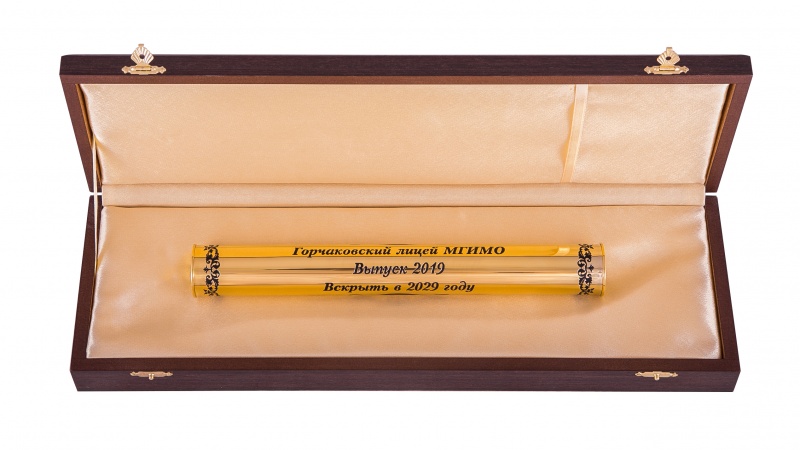 Горчаковский лицей МГИМО
Выпуск 2019
Вскрыть в 2029 году